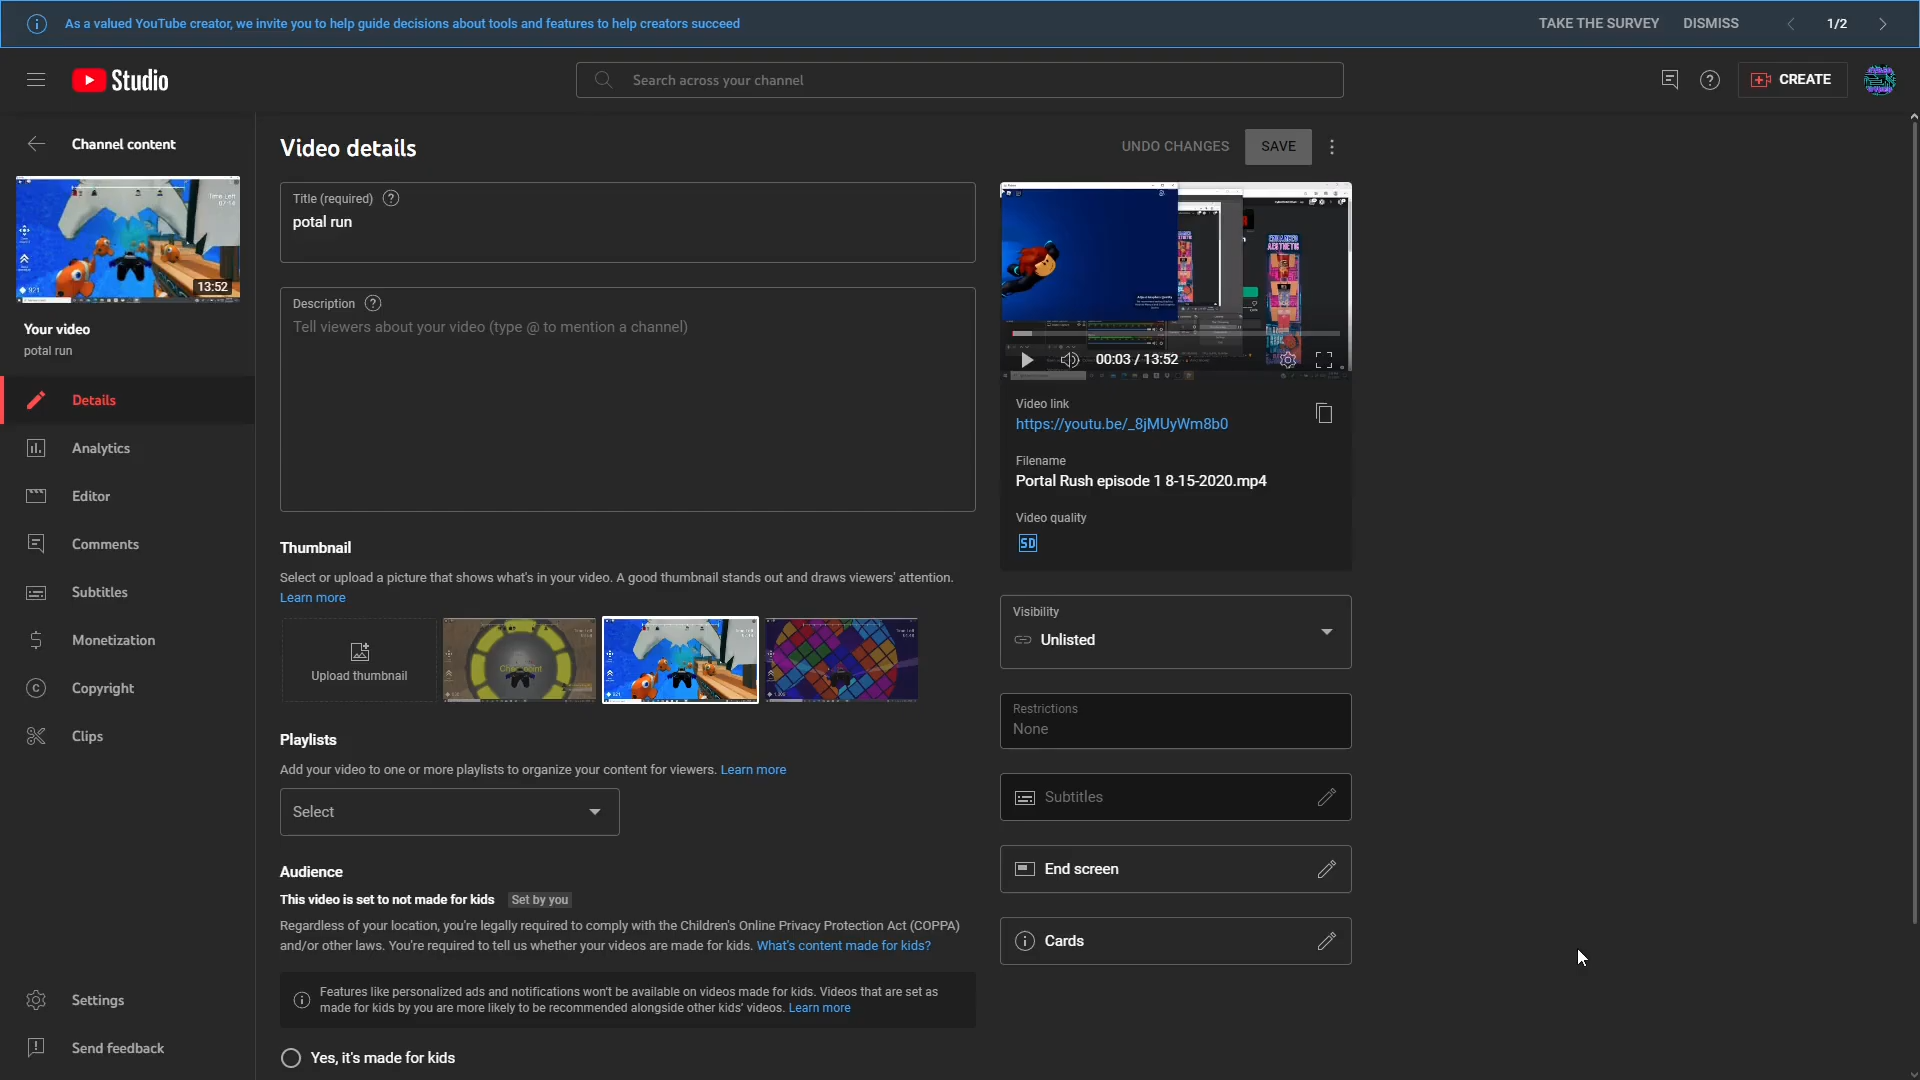 As a valued YouTube creator, we invite you to help guide decisions about tools and features to help creators succeed
TAKE THE SURVEY
DISMISS
1/2
Studio
Search across your channel
CREATE
Channel content
13:52
Your video
potal run
Details
Analytics
Editor
Comments
Subtitles
Monetization
Copyright
Clips
Settings
Send feedback
Video details
UNDO CHANGES
SAVE
Title (required)
potal run
Description
Tell viewers about your video (type @ to mention a channel)
Thumbnail
Select or upload a picture that shows what's in your video. A good thumbnail stands out and draws viewers' attention.
Learn more
Upload thumbnail
Playlists
Add your video to one or more playlists to organize your content for viewers. Learn more
Select
Audience
This video is set to not made for kids Set by you
Regardless of your location, you're legally required to comply with the Children's Online Privacy Protection Act (COPPA)
and/or other laws. You're required to tell us whether your videos are made for kids. What's content made for kids?
Features like personalized ads and notifications won't be available on videos made for kids. Videos that are set as
made for kids by you are more likely to be recommended alongside other kids' videos. Learn more
Yes, it's made for kids
00:03 / 13:52
Video link
https://youtu.be/_8jMUyWm8b0
Filename
Portal Rush episode 1 8-15-2020.mp4
Video quality
SD
Visibility
Unlisted
Restrictions
None
Subtitles
End screen
Cards